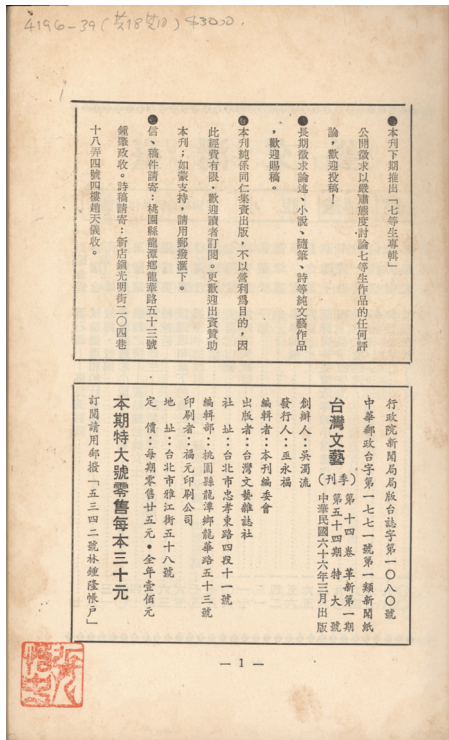 4196-39(艾18艾18)$3000.
●本刊下期推出「七等生專輯」
公開徵求以嚴肅態度討論七等生作品的任何評
論，歡迎投稿！
●長期徵求論述、小說、隨筆、詩等純文藝作品
，歡迎賜稿。
●本刊純係同仁集資出版，不以營利爲目的，因
此經費有限，歡迎讀者訂閱。更歡迎出資贊助
本刊；如蒙支持，請用郵撥滙下。
●信、稿件請寄：桃園縣龍潭鄉龍華路五十三號
鍾肇政收。詩稿請寄：新店鎭光明街二〇四巷
十八弄四號四樓趙天儀收。
行政院新聞局局版台誌字第一〇八〇號
中華郵政台字第一七七一號第一類新聞紙
台灣文藝（季刊）
第十四卷 革新第一期
第五十四期 特大號
中華民國六十六年三月出版
創辦人：吳濁流
發行人：巫永福
編輯者：本刊編委會
出版者：台灣文藝雜誌社
社 址：台北市忠孝東路四段十一號
編輯部：桃園縣龍潭鄉龍華路五十三號
印刷者：福元印刷公司
地 址：台北市雅江街五十八號
定 價：每期零售廿五元•全年壹佰元
本期特大號零售每本三十元
訂閱請用郵撥「五三四二號林鍾隆帳戶」
— 1 —